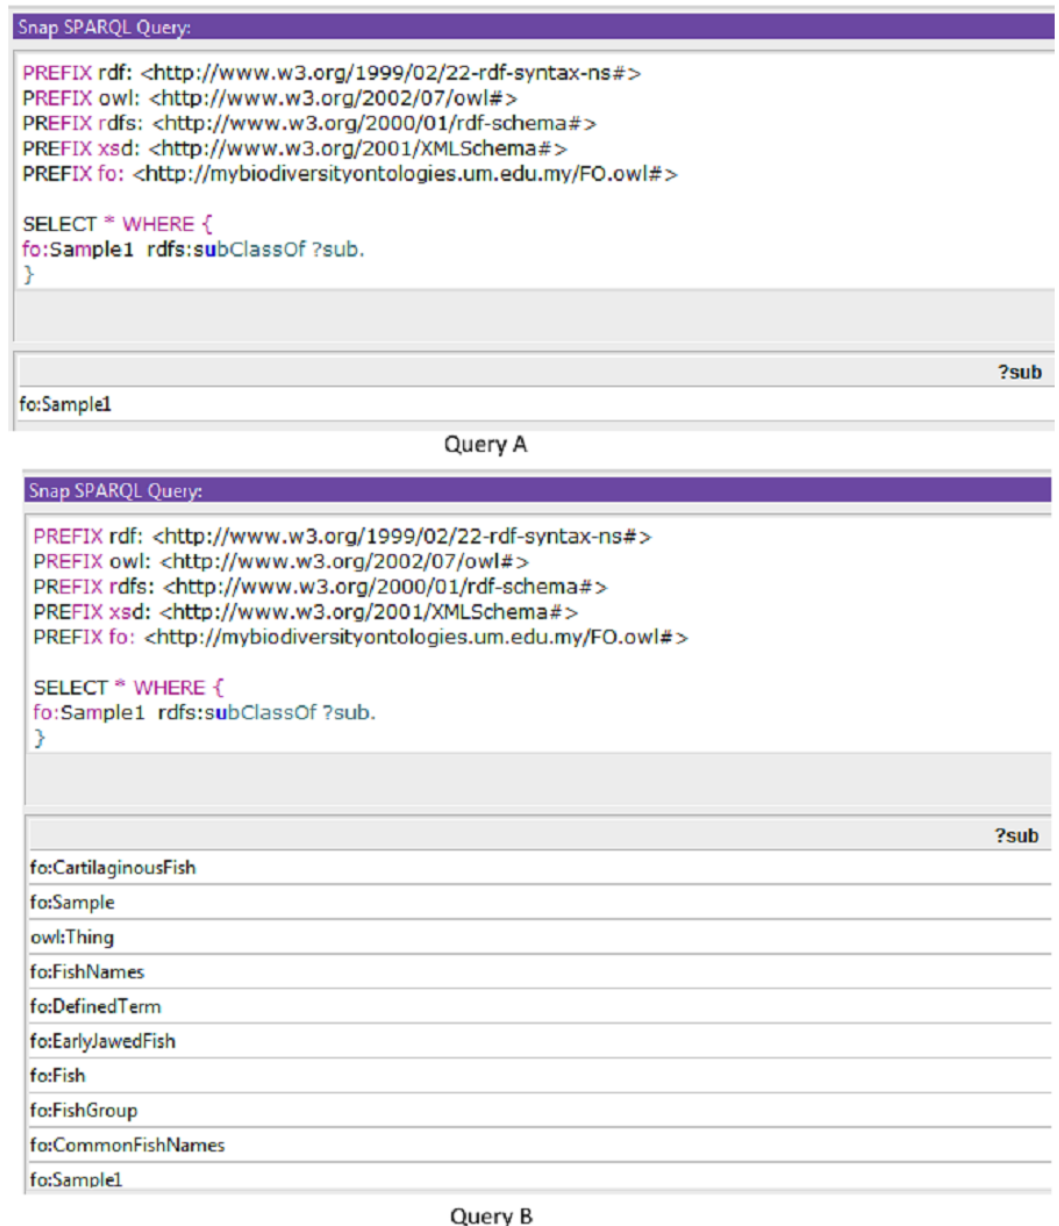 Snap SPARQL Query:
PREFIX rdf: <http://www.w3.org/1999/02/22-rdf-syntax-ns#>
PREFIX owl: <http://www.w3.org/2002/07/owl#>
PREFIX rdfs: <http://www.w3.org/2000/01/rdf-schema#>
PREFIX xsd: <http://www.w3.org/2001/XMLSchema#>
PREFIX fo: <http://mybiodiversityontologies.um.edu.my/FO.owl#>
SELECT * WHERE {
fo:Sample1 rdfs:subClassOf ?sub.
}
?sub
fo:Sample1
Query A
Snap SPARQL Query:
PREFIX rdf: <http://www.w3.org/1999/02/22-rdf-syntax-ns#>
PREFIX owl: <http://www.w3.org/2002/07/owl#>
PREFIX rdfs: <http://www.w3.org/2000/01/rdf-schema#>
PREFIX xsd: <http://www.w3.org/2001/XMLSchema#>
PREFIX fo: <http://mybiodiversityontologies.um.edu.my/FO.owl#>
SELECT * WHERE {
fo:Sample1 rdfs:subClassOf ?sub.
}
?sub
fo:CartilaginousFish
fo:Sample
owl:Thing
fo:FishNames
fo:DefinedTerm
fo:EarlyJawedFish
fo:Fish
fo:FishGroup
fo:CommonFishNames
fo:Sample1
Query B